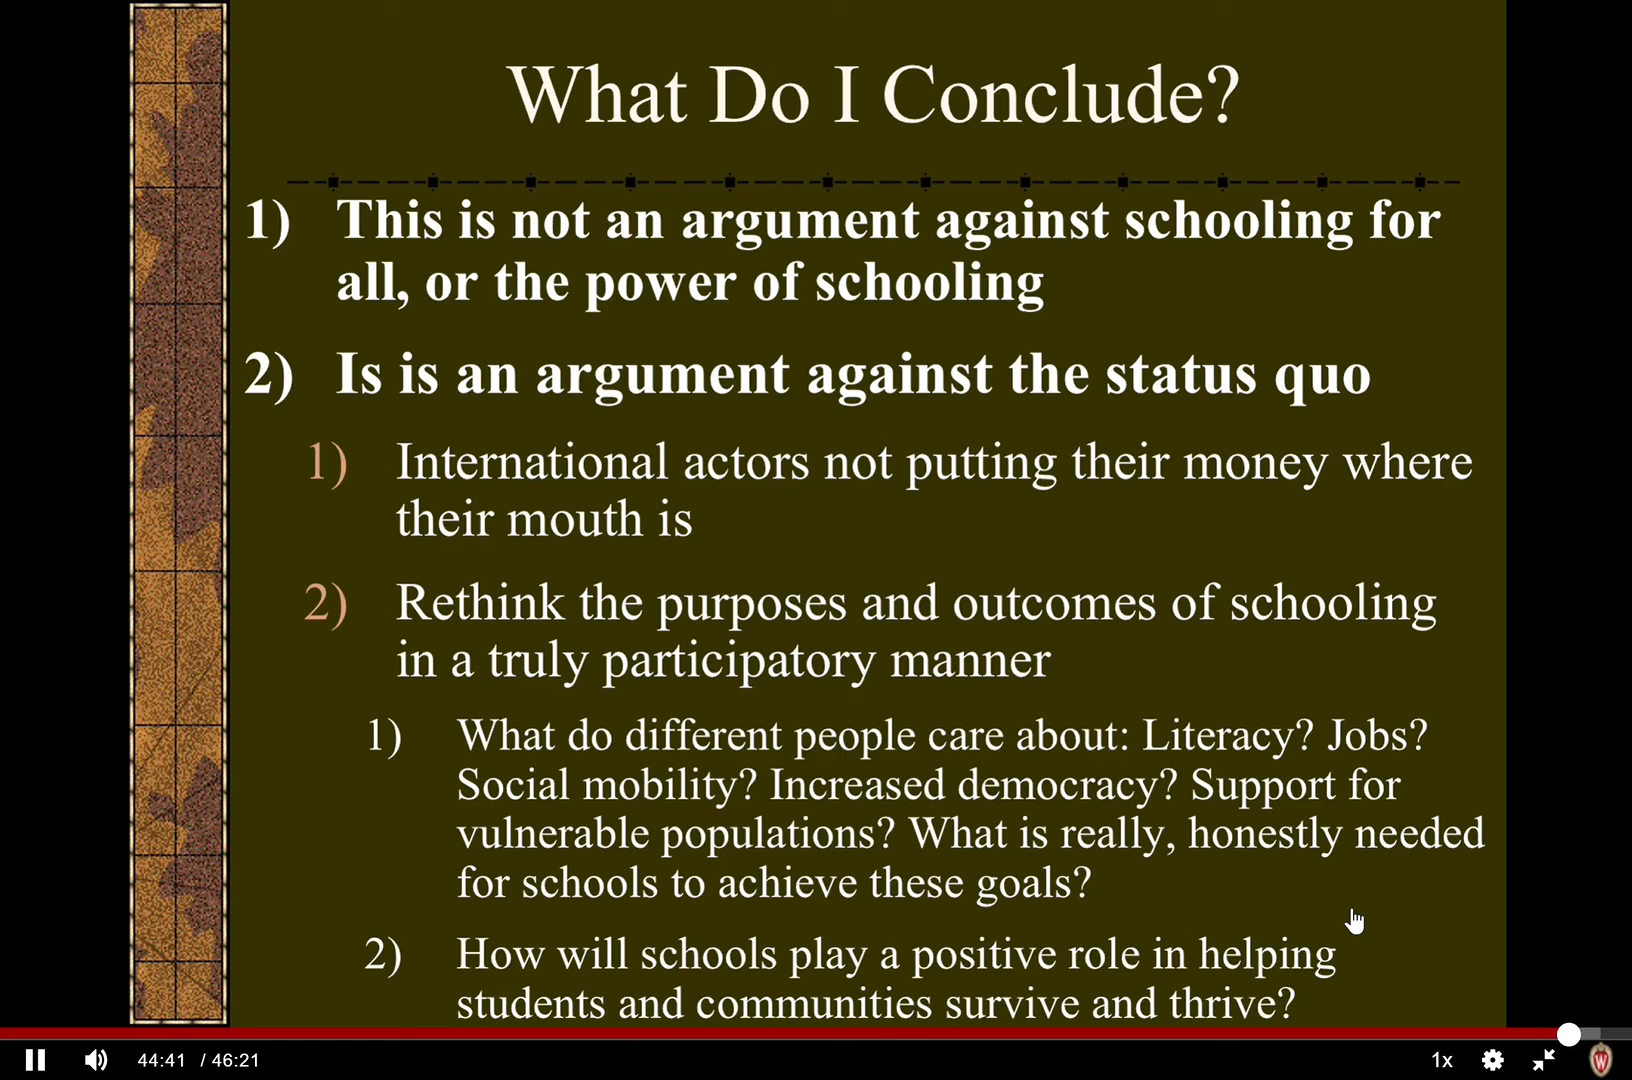 What Do I Conclude?
1) This is not an argument against schooling for
all, or the power of schooling
2) Is is an argument against the status quo
1) International actors not putting their money where
their mouth is
2) Rethink the purposes and outcomes of schooling
in a truly participatory manner
1) What do different people care about: Literacy? Jobs?
Social mobility? Increased democracy? Support for
vulnerable populations? What is really, honestly needed
for schools to achieve these goals?
2) How will schools play a positive role in helping
students and communities survive and thrive?
44:41 / 46:21 1x W